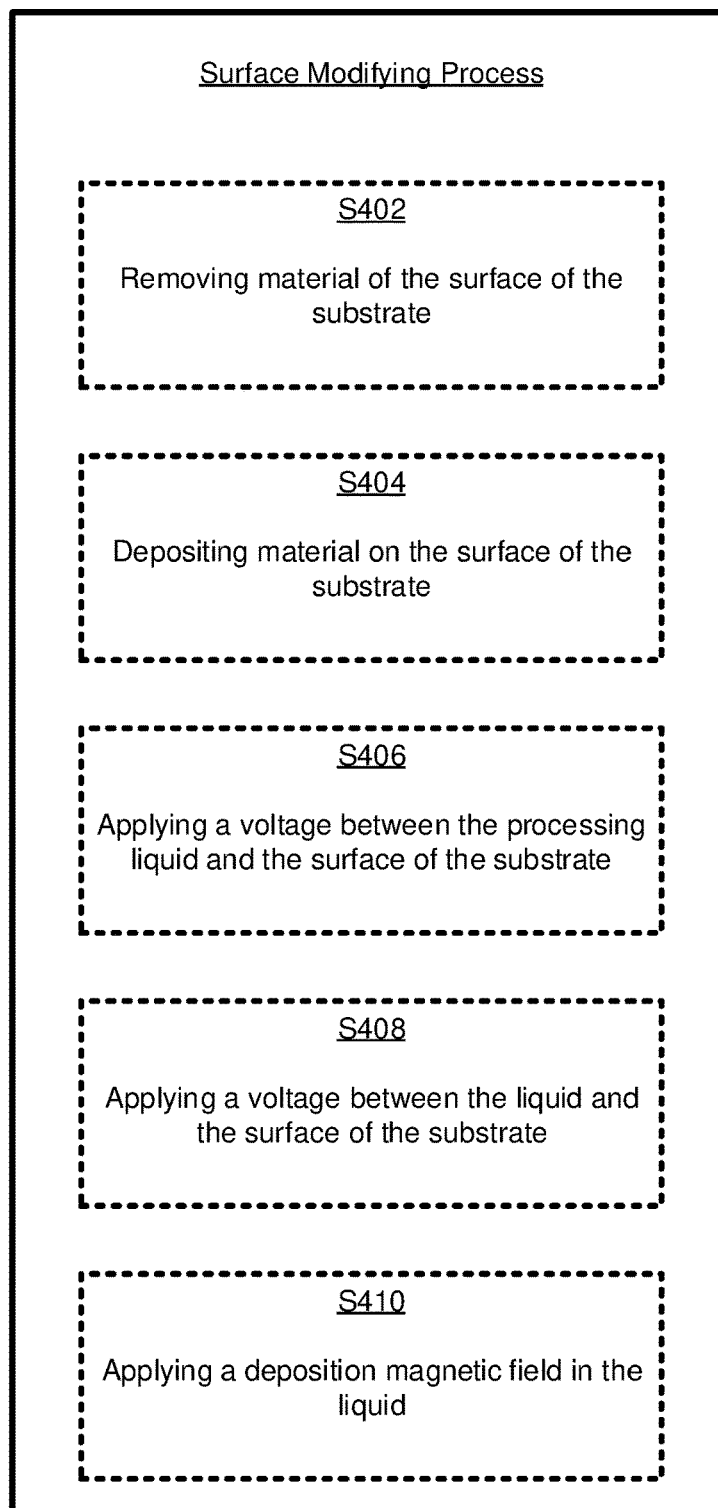 Surface Modifying Process
S402
Removing material of the surface of the
substrate
S404
Depositing material on the surface of the
substrate
S406
Applying a voltage between the processing
liquid and the surface of the substrate
S408
Applying a voltage between the liquid and
the surface of the substrate
S410
Applying a deposition magnetic field in the
liquid